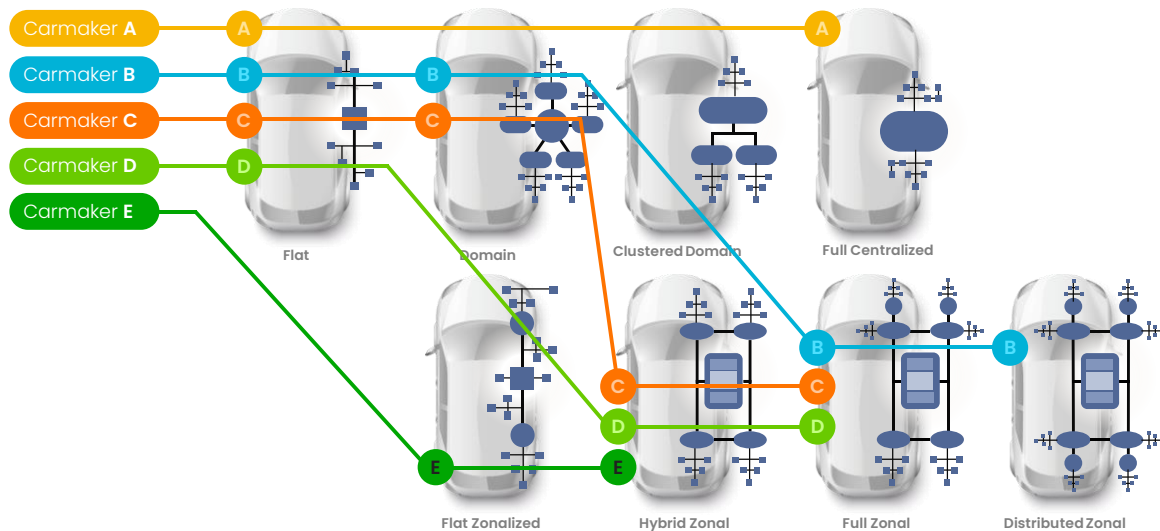 Carmaker A
A
A
Carmaker B
B
B
Carmaker C
C
C
Carmaker D
D
Carmaker E
Flat
Domain
Clustered Domain
Full Centralized
B
B
C
C
D
D
E
E
Flat Zonalized
Hybrid Zonal
Full Zonal
Distributed Zonal